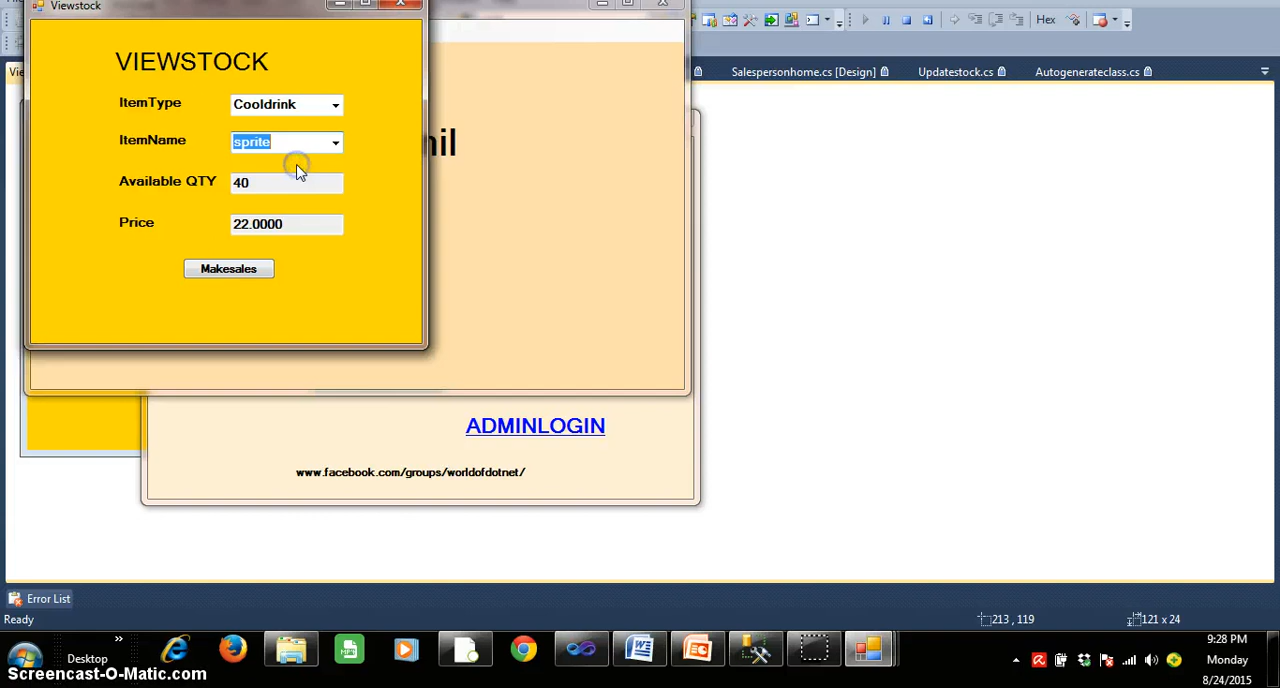 Viewstock
Hex
Salespersonhome.cs [Design]
Updatestock.cs
Autogenerateclass.cs
VIEWSTOCK
ItemType
Cooldrink
ItemName
sprite
Available QTY
40
Price
22.0000
Makesales
ADMINLOGIN
www.facebook.com/groups/worldofdotnet/
Error List
Ready
213 , 119
121 x 24
Desktop
»
9:28 PM
Monday
8/24/2015
Screencast-O-Matic.com